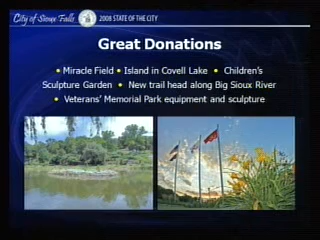 City of Sioux Falls 2008 STATE OF THE CITY
Great Donations
• Miracle Field • Island in Covell Lake • Children's
Sculpture Garden • New trail head along Big Sioux River
• Veterans' Memorial Park equipment and sculpture